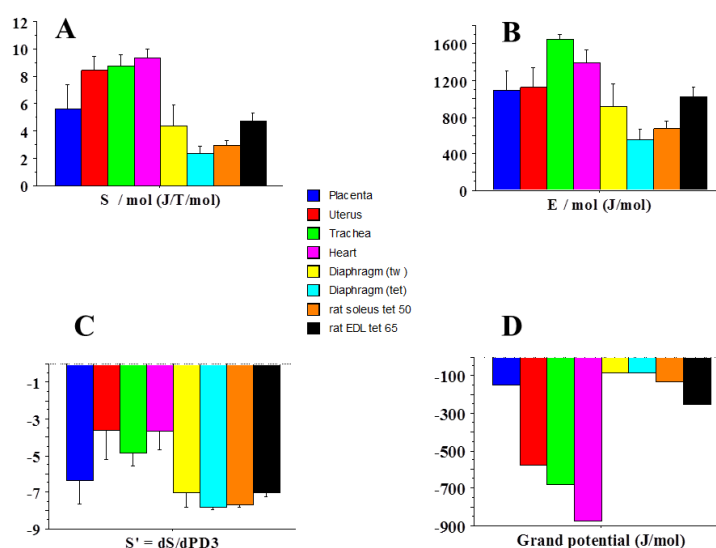 A
12
10
8
6
4
2
0
S / mol (J/T/mol)
B
1600
1200
800
400
0
E / mol (J/mol)
Placenta
Uterus
Trachea
Heart
Diaphragm (tw )
Diaphragm (tet)
rat soleus tet 50
rat EDL tet 65
C
-1
-3
-5
-7
-9
S' = dS/dPD3
D
-100
-300
-500
-700
-900
Grand potential (J/mol)